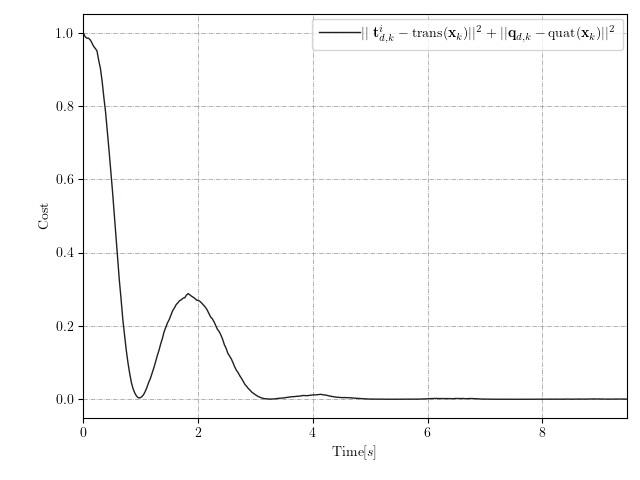 || t^i_{d,k} − trans(x_k)||^2 + ||q_{d,k} − quat(x_k)||^2
1.0
0.8
0.6
0.4
0.2
0.0
Cost
0 2 4 6 8
Time[s]